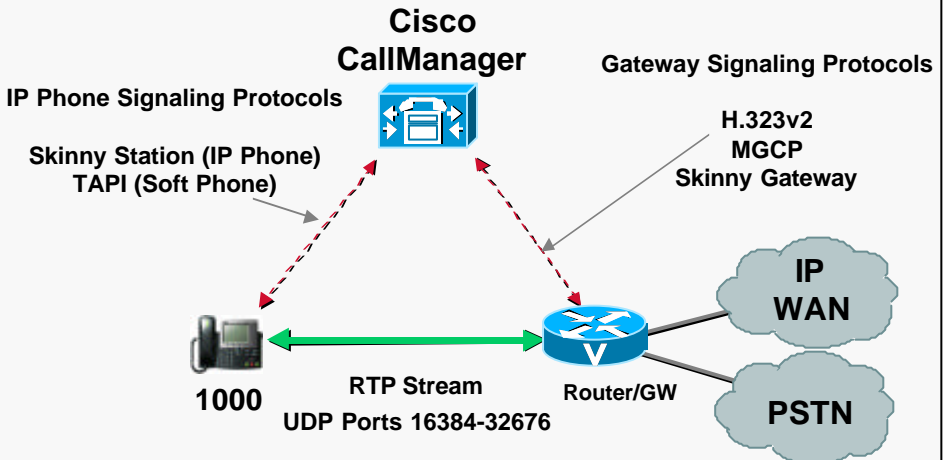 Cisco
CallManager
Gateway Signaling Protocols
IP Phone Signaling Protocols
H.323v2
MGCP
Skinny Gateway
Skinny Station (IP Phone)
TAPI (Soft Phone)
IP
WAN
V
1000
RTP Stream
UDP Ports 16384-32676
Router/GW
PSTN